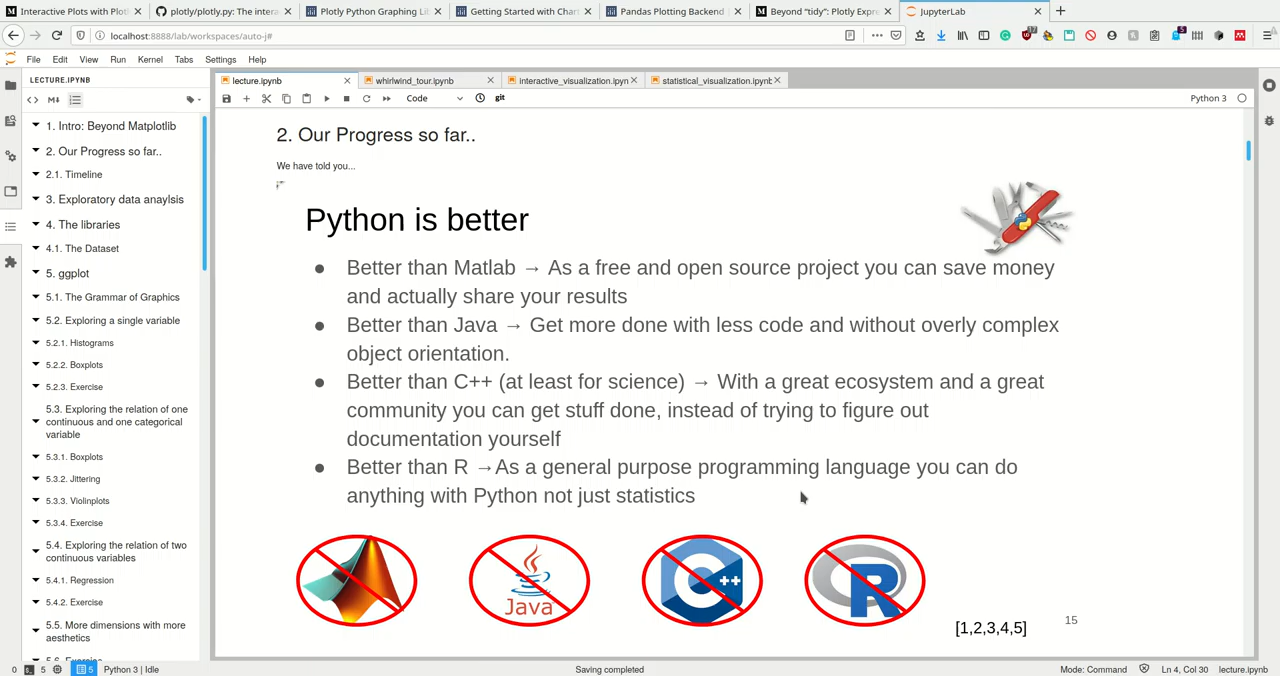 Interactive Plots with Plotl
plotly/plotly.py: The intera
Plotly Python Graphing Li
Getting Started with Chart
Pandas Plotting Backend
Beyond “tidy”: Plotly Expre
JupyterLab
localhost:8888/lab/workspaces/auto-j#
File Edit View Run Kernel Tabs Settings Help
LECTURE.IPYNB
lecture.ipynb
whirlwind_tour.ipynb
interactive_visualization.ipyn
statistical_visualization.ipynb
M↓
Code
git
Python 3
1. Intro: Beyond Matplotlib
2. Our Progress so far..
2.1. Timeline
3. Exploratory data anaylsis
4. The libraries
4.1. The Dataset
5. ggplot
5.1. The Grammar of Graphics
5.2. Exploring a single variable
5.2.1. Histograms
5.2.2. Boxplots
5.2.3. Exercise
5.3. Exploring the relation of one
continuous and one categorical
variable
5.3.1. Boxplots
5.3.2. Jittering
5.3.3. Violinplots
5.3.4. Exercise
5.4. Exploring the relation of two
continuous variables
5.4.1. Regression
5.4.2. Exercise
5.5. More dimensions with more
aesthetics
2. Our Progress so far..
We have told you...
Python is better
● Better than Matlab → As a free and open source project you can save money
and actually share your results
● Better than Java → Get more done with less code and without overly complex
object orientation.
● Better than C++ (at least for science) → With a great ecosystem and a great
community you can get stuff done, instead of trying to figure out
documentation yourself
● Better than R →As a general purpose programming language you can do
anything with Python not just statistics
Java
C++
R
[1,2,3,4,5]
15
0
5
5
Python 3 | Idle
Saving completed
Mode: Command
Ln 4, Col 30
lecture.ipynb